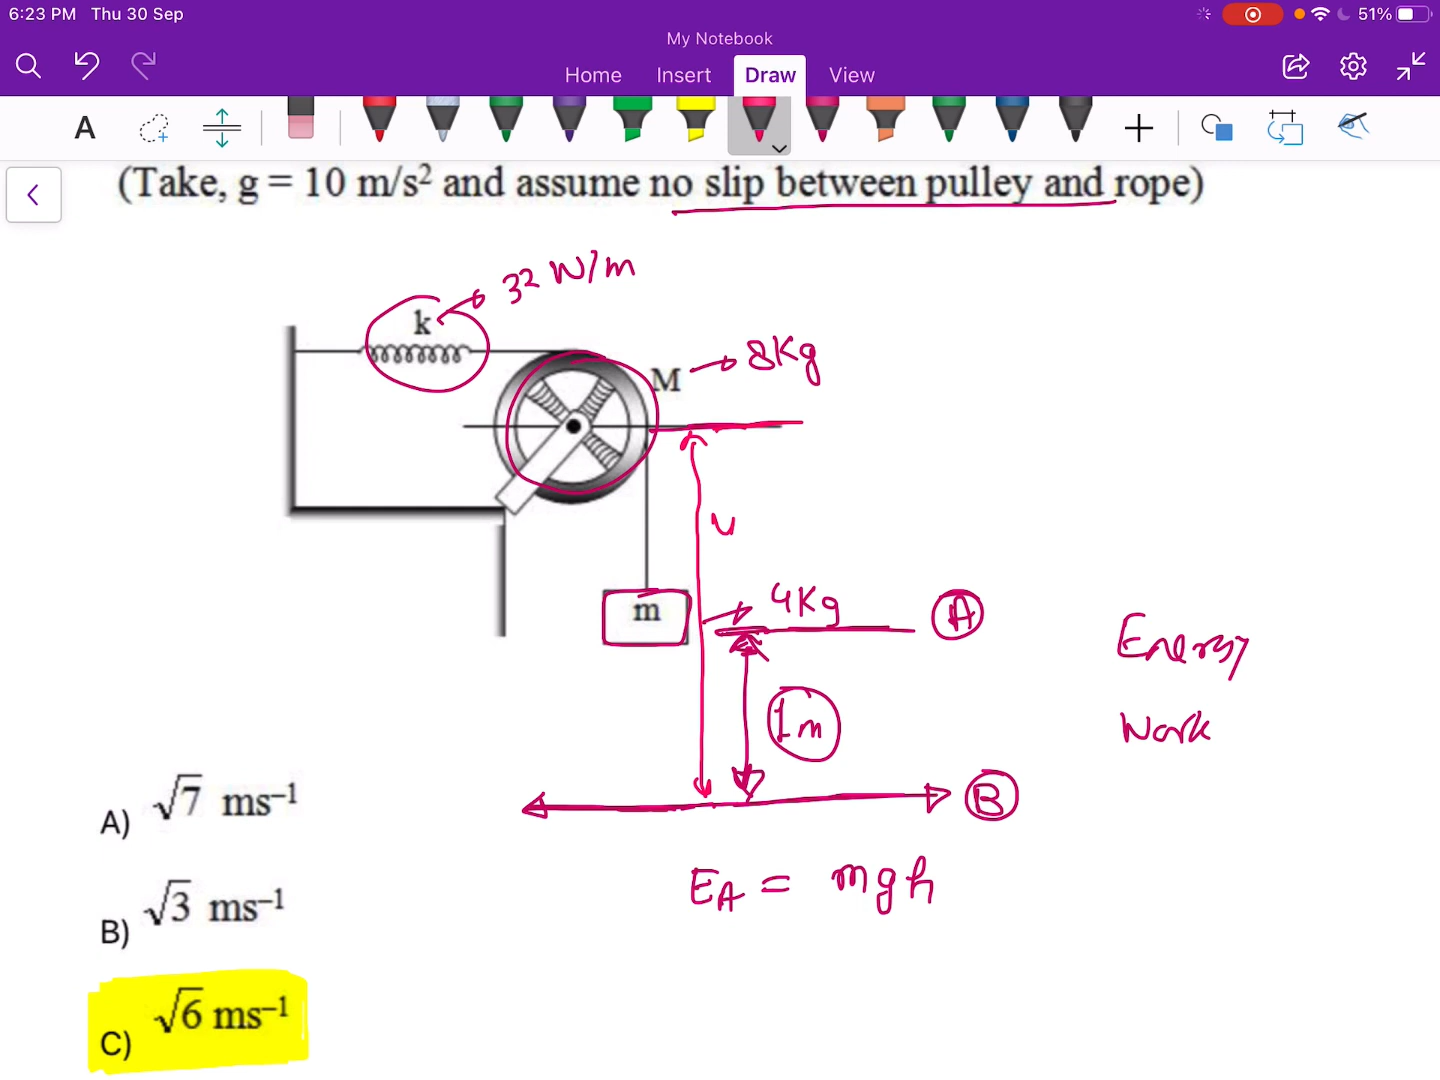 6:23 PM Thu 30 Sep
51%
My Notebook
Home Insert Draw View
A
(Take, g = 10 m/s² and assume no slip between pulley and rope)
k
32 N/m
M
8Kg
u
m
4Kg
A
1m
Energy
Work
B
A) √7 ms⁻¹
E_A = mgh
B) √3 ms⁻¹
C) √6 ms⁻¹